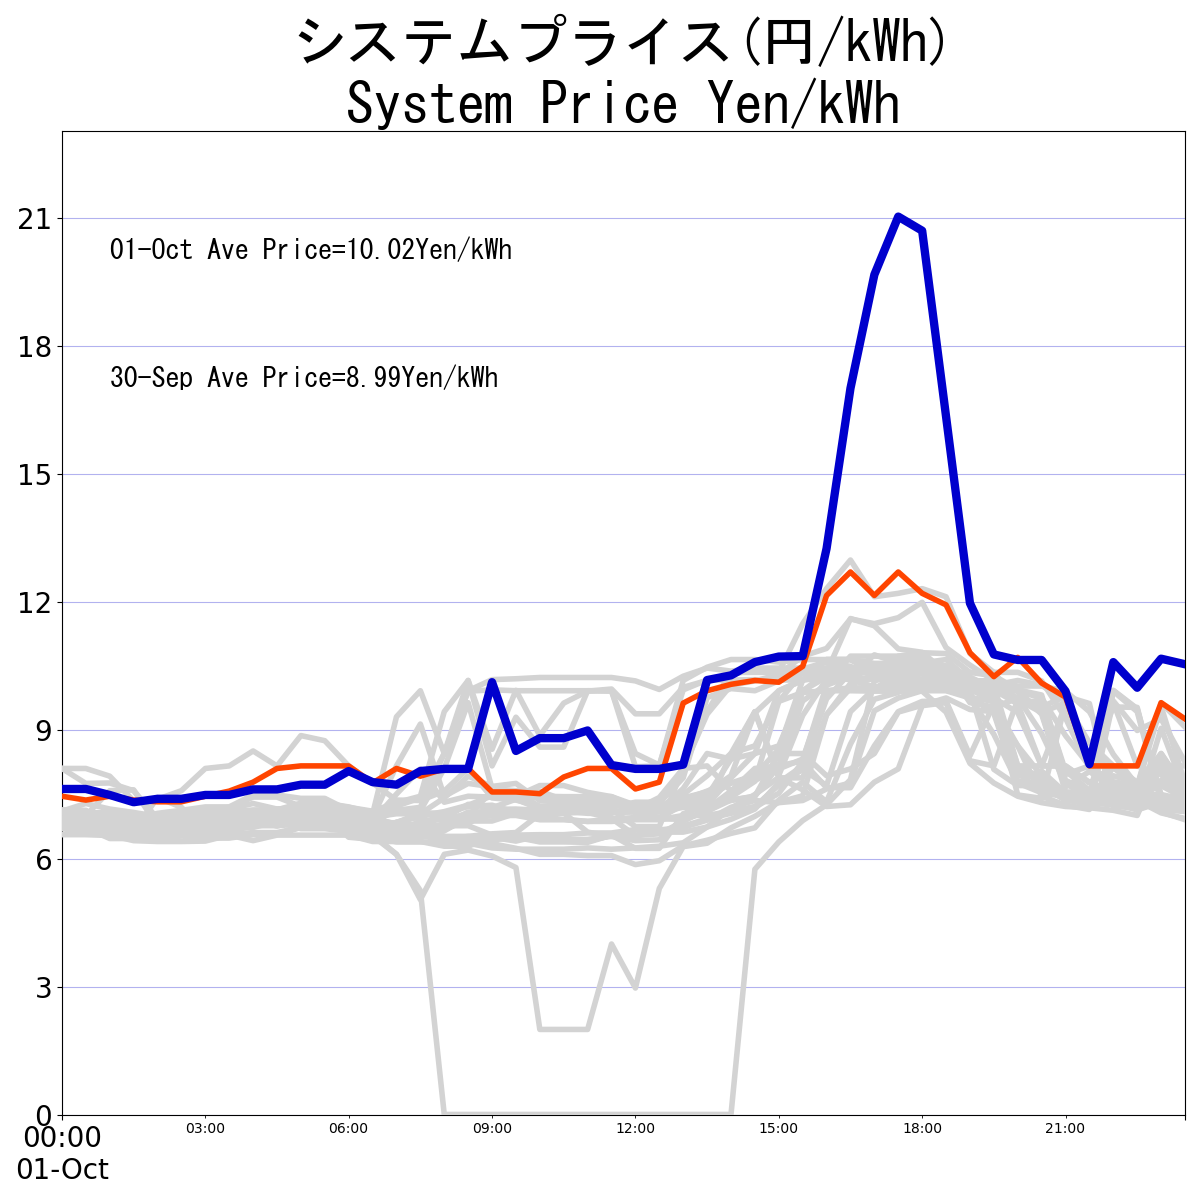 システムプライス(円/kWh)
System Price Yen/kWh
21
01-Oct Ave Price=10.02Yen/kWh
18
30-Sep Ave Price=8.99Yen/kWh
15
12
9
6
3
0
00:00 03:00 06:00 09:00 12:00 15:00 18:00 21:00
01-Oct